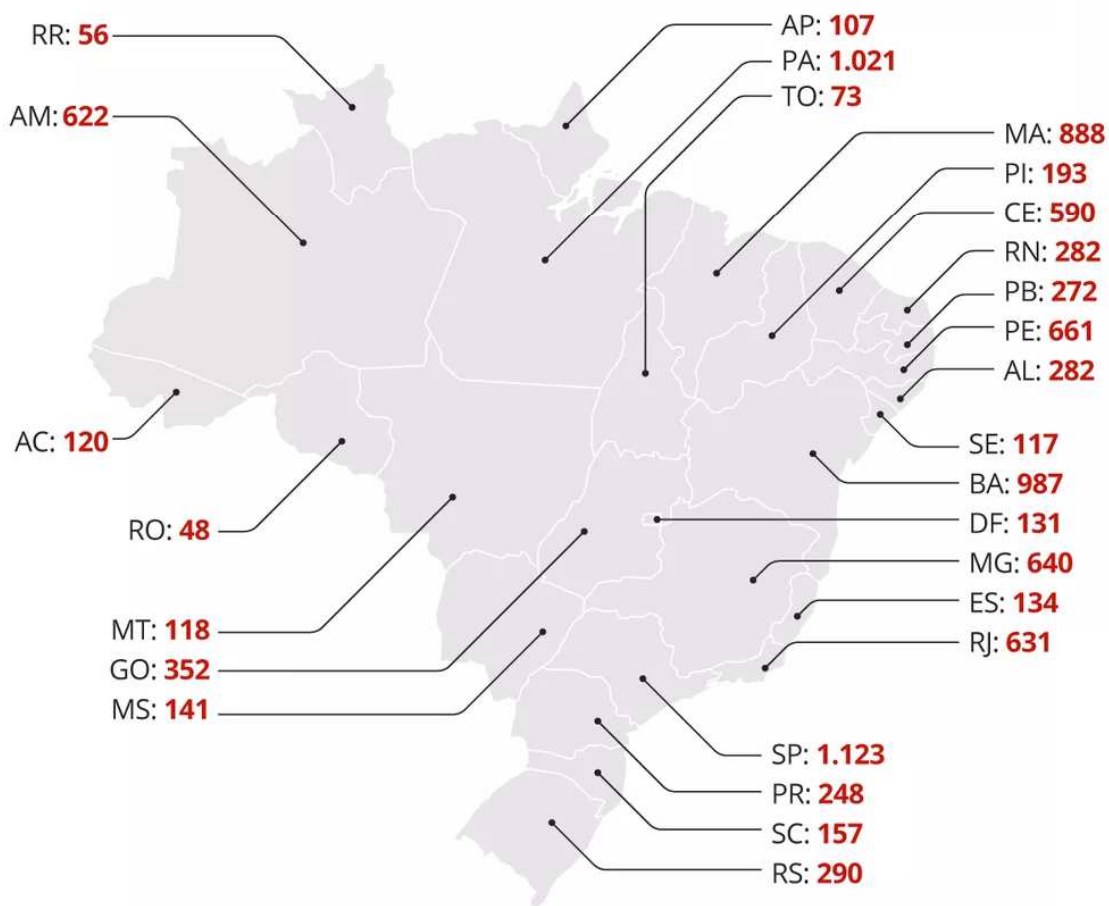 RR: 56
AM: 622
AC: 120
RO: 48
MT: 118
GO: 352
MS: 141
AP: 107
PA: 1.021
TO: 73
MA: 888
PI: 193
CE: 590
RN: 282
PB: 272
PE: 661
AL: 282
SE: 117
BA: 987
DF: 131
MG: 640
ES: 134
RJ: 631
SP: 1.123
PR: 248
SC: 157
RS: 290